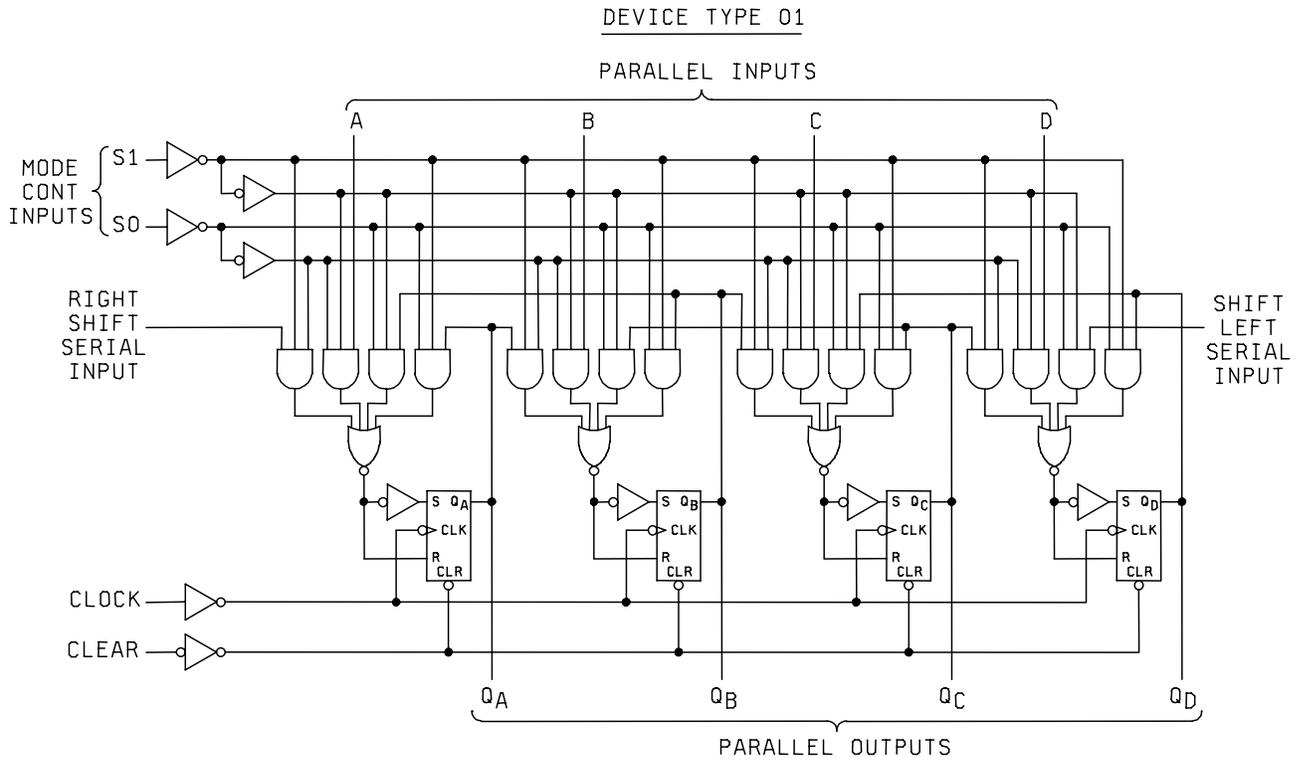 DEVICE TYPE 01
PARALLEL INPUTS
A B C D
MODE
CONT
INPUTS
S1
S0
RIGHT
SHIFT
SERIAL
INPUT
SHIFT
LEFT
SERIAL
INPUT
S QA
CLK
R
CLR
S QB
CLK
R
CLR
S QC
CLK
R
CLR
S QD
CLK
R
CLR
CLOCK
CLEAR
QA QB QC QD
PARALLEL OUTPUTS